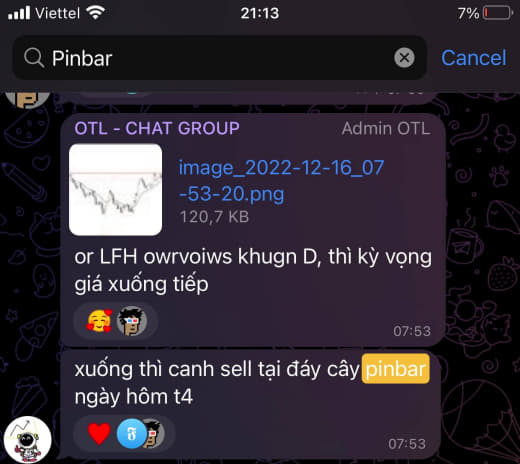 Viettel 21:13 7%
Pinbar Cancel
OTL - CHAT GROUP Admin OTL
image_2022-12-16_07
-53-20.png
120,7 KB
or LFH owrvoiws khugn D, thì kỳ vọng
giá xuống tiếp
07:53
xuống thì canh sell tại đáy cây pinbar
ngày hôm t4
07:53